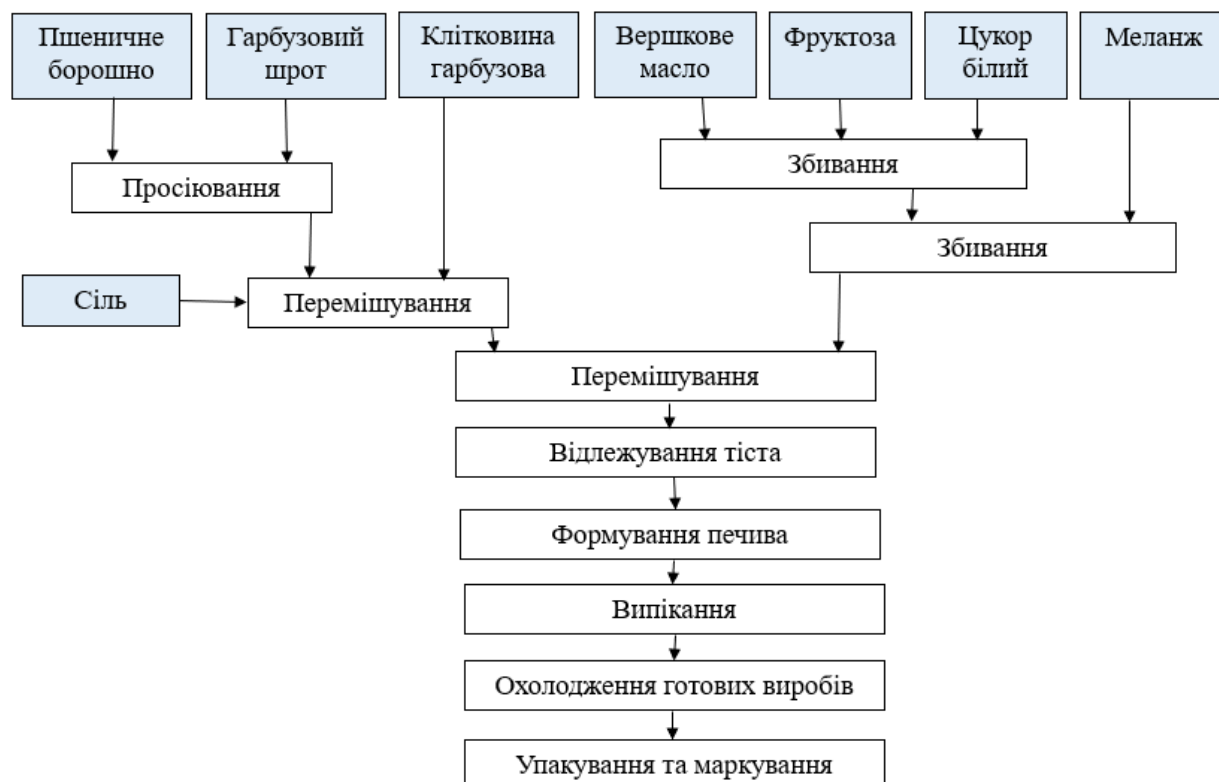 Пшеничне
борошно
Гарбузовий
шрот
Клітковина
гарбузова
Вершкове
масло
Фруктоза
Цукор
білий
Меланж
Просіювання
Збивання
Збивання
Сіль
Перемішування
Перемішування
Відлежування тіста
Формування печива
Випікання
Охолодження готових виробів
Упакування та маркування